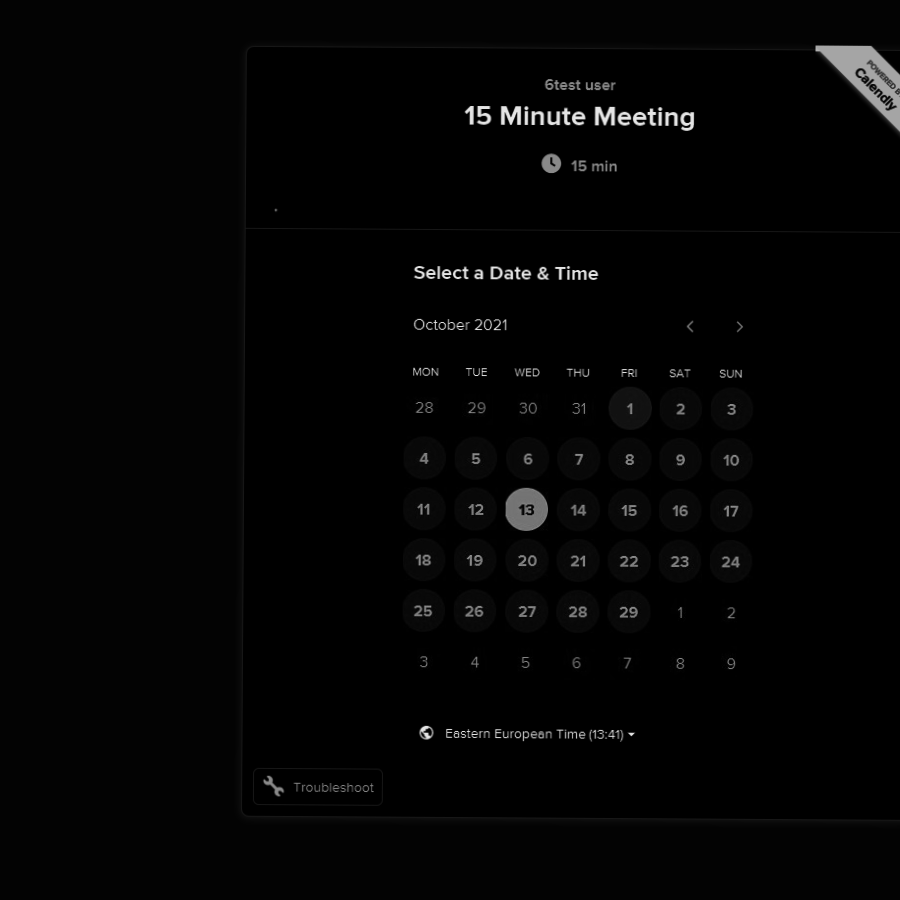 6test user
15 Minute Meeting
15 min
POWERED
Calendly
Select a Date & Time
October 2021
MON TUE WED THU FRI SAT SUN
28 29 30 31 1 2 3
4 5 6 7 8 9 10
11 12 13 14 15 16 17
18 19 20 21 22 23 24
25 26 27 28 29 1 2
3 4 5 6 7 8 9
Eastern European Time (13:41)
Troubleshoot